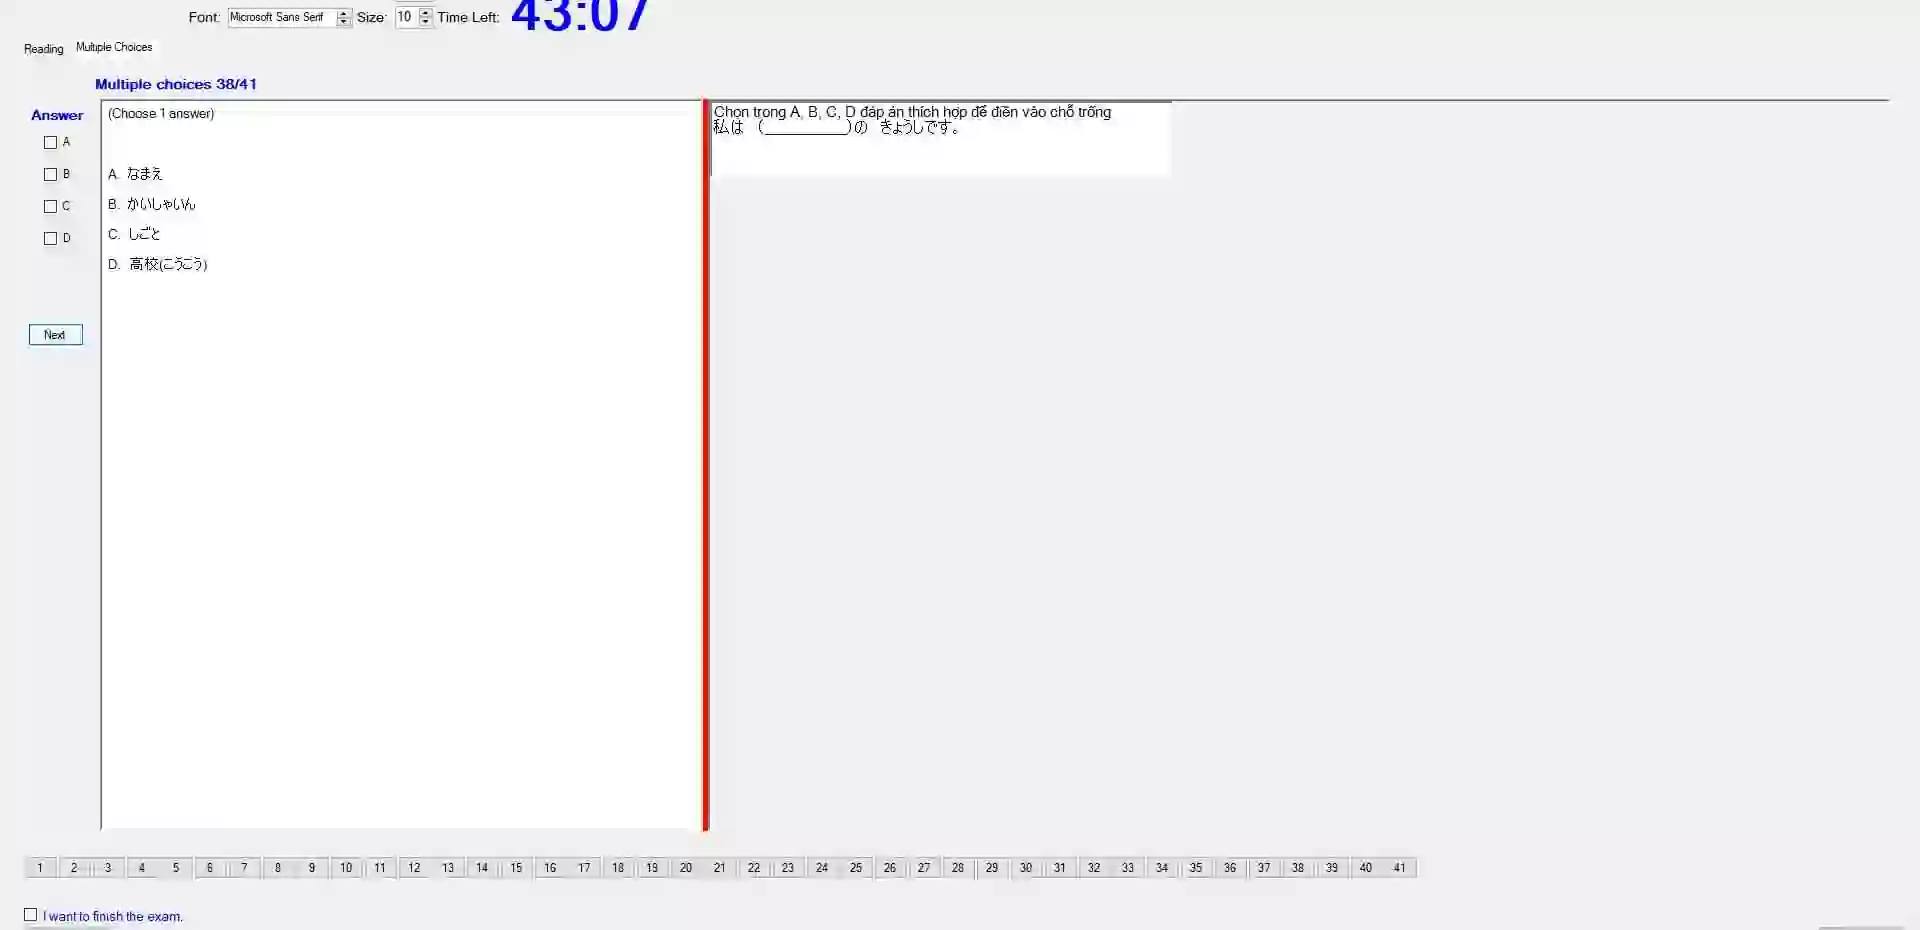 Font: Microsoft Sans Serif Size: 10 Time Left: 43:07
Reading Multiple Choices
Multiple choices 38/41
Answer
A
B
C
D
Next
(Choose 1 answer)
A. なまえ
B. かいしゃいん
C. しごと
D. 高校(こうこう)
Chọn trong A, B, C, D đáp án thích hợp để điền vào chỗ trống
私は (__________)の きょうしです。
1 2 3 4 5 6 7 8 9 10 11 12 13 14 15 16 17 18 19 20 21 22 23 24 25 26 27 28 29 30 31 32 33 34 35 36 37 38 39 40 41
I want to finish the exam.